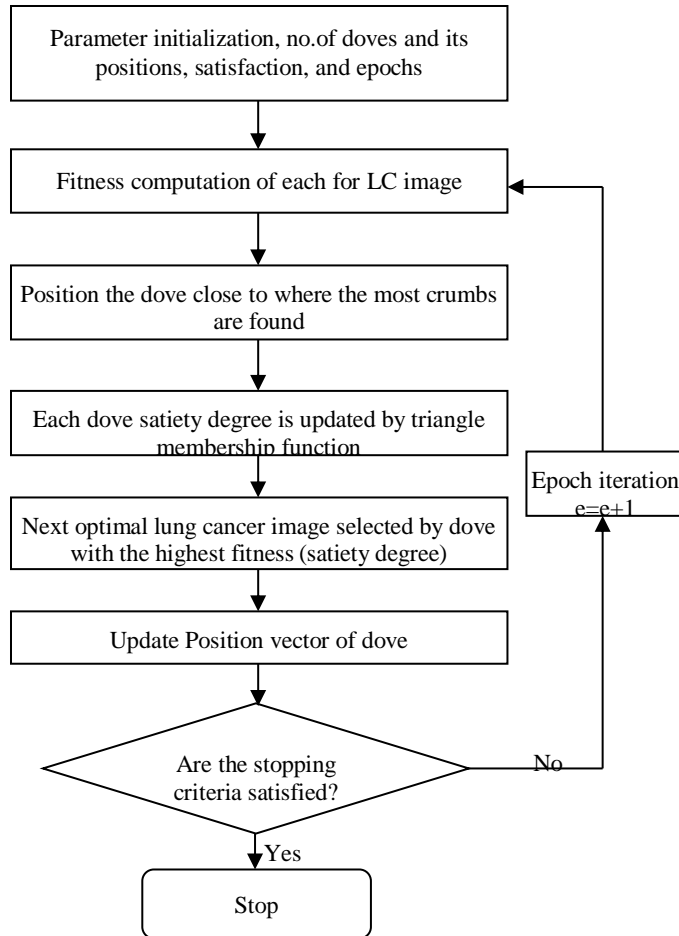 Parameter initialization, no.of doves and its
positions, satisfaction, and epochs
Fitness computation of each for LC image
Position the dove close to where the most crumbs
are found
Each dove satiety degree is updated by triangle
membership function
Epoch iteration
e=e+1
Next optimal lung cancer image selected by dove
with the highest fitness (satiety degree)
Update Position vector of dove
Are the stopping
criteria satisfied?
No
Yes
Stop